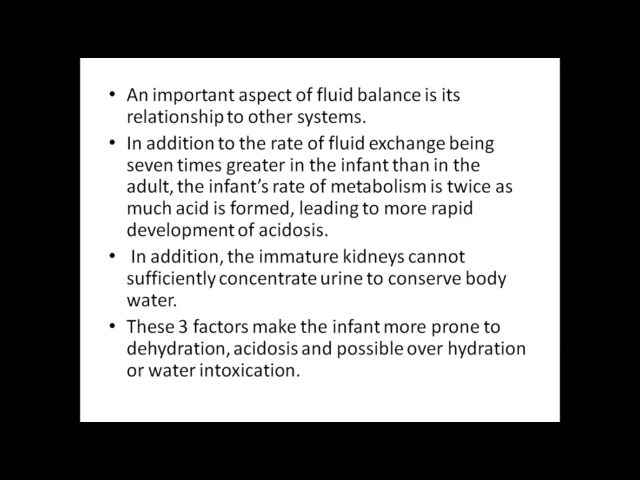 • An important aspect of fluid balance is its
relationship to other systems.
• In addition to the rate of fluid exchange being
seven times greater in the infant than in the
adult, the infant's rate of metabolism is twice as
much acid is formed, leading to more rapid
development of acidosis.
• In addition, the immature kidneys cannot
sufficiently concentrate urine to conserve body
water.
• These 3 factors make the infant more prone to
dehydration, acidosis and possible over hydration
or water intoxication.